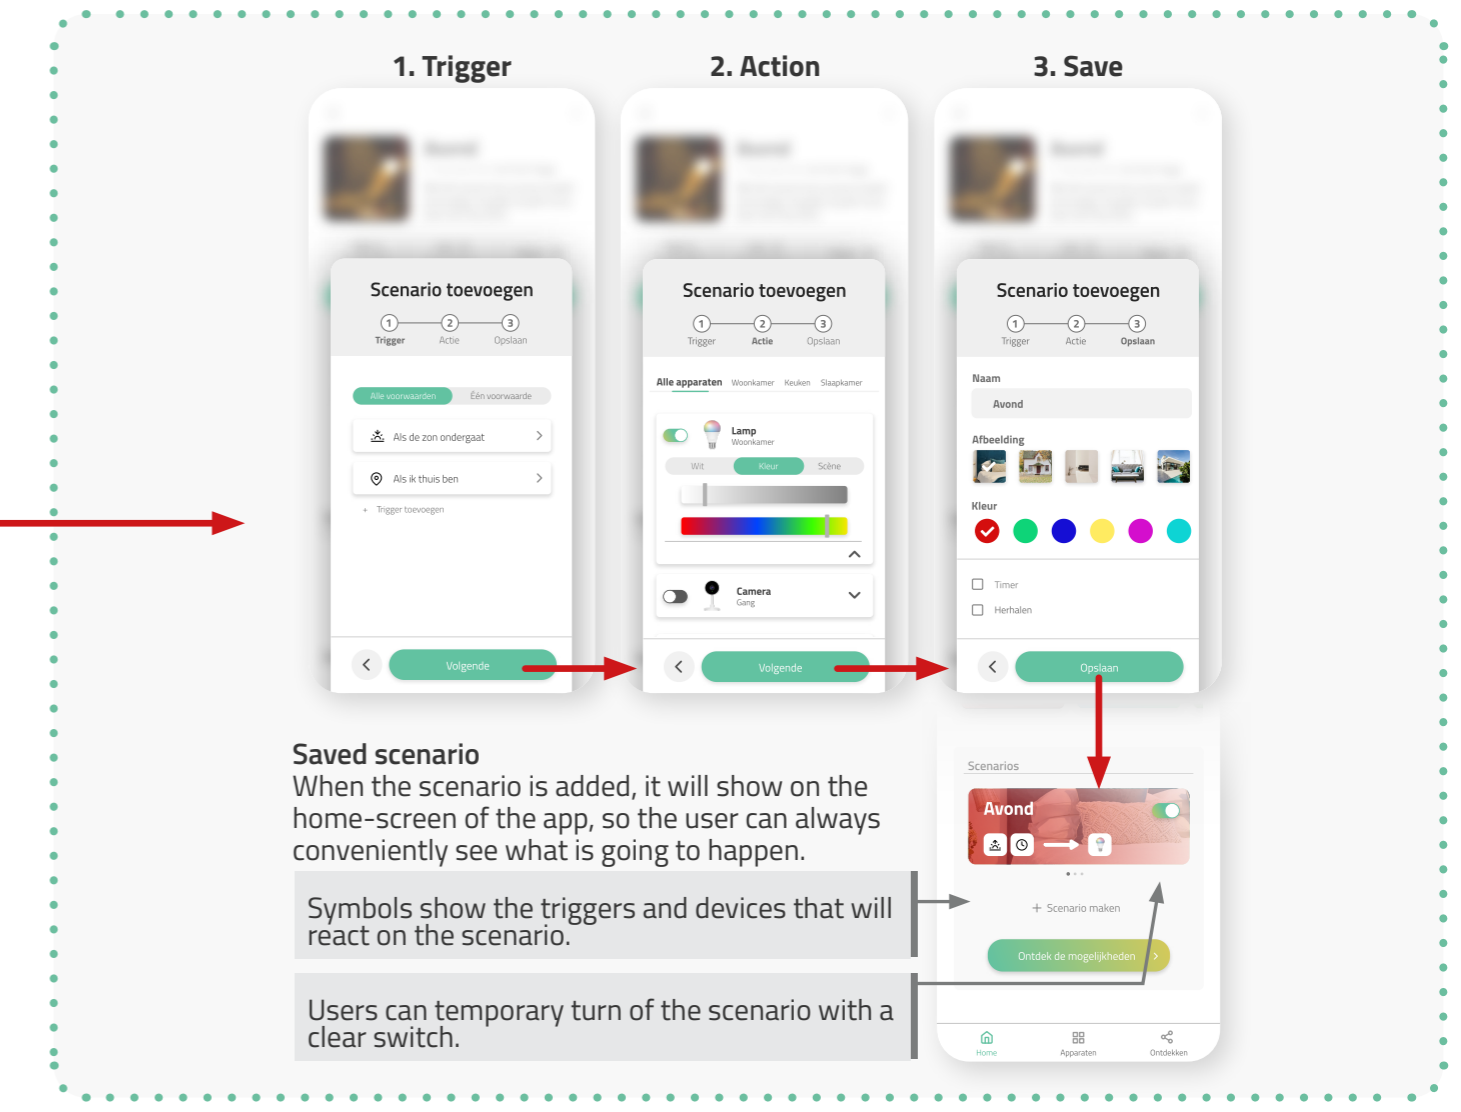 1. Trigger
2. Action
3. Save
Scenario toevoegen
1
2
3
Trigger
Actie
Opslaan
Alle voorwaarden
Één voorwaarde
Als de zon ondergaat
Als ik thuis ben
+ Trigger toevoegen
Volgende
Scenario toevoegen
1
2
3
Trigger
Actie
Opslaan
Alle apparaten
Woonkamer
Keuken
Slaapkamer
Lamp
Woonkamer
Wit
Kleur
Scène
Camera
Gang
Volgende
Scenario toevoegen
1
2
3
Trigger
Actie
Opslaan
Naam
Avond
Afbeelding
Kleur
Timer
Herhalen
Opslaan
Saved scenario
When the scenario is added, it will show on the
home-screen of the app, so the user can always
conveniently see what is going to happen.
Symbols show the triggers and devices that will
react on the scenario.
Users can temporary turn of the scenario with a
clear switch.
Scenarios
Avond
+ Scenario maken
Ontdek de mogelijkheden
Home
Apparaten
Ontdekken